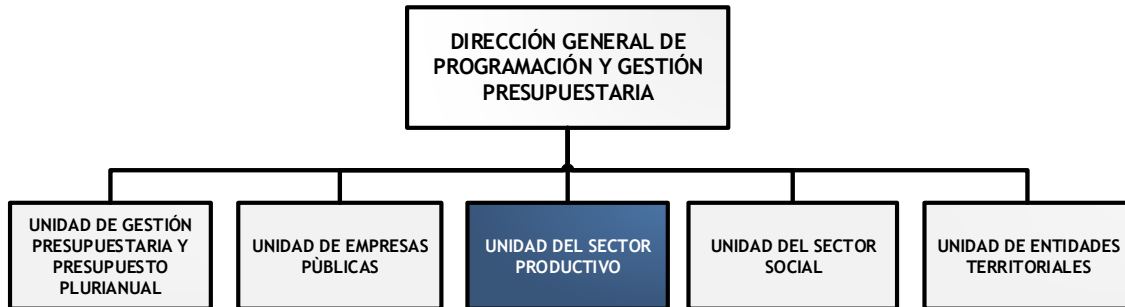 DIRECCIÓN GENERAL DE
PROGRAMACIÓN Y GESTIÓN
PRESUPUESTARIA
UNIDAD DE GESTIÓN
PRESUPUESTARIA Y
PRESUPUESTO
PLURIANUAL
UNIDAD DE EMPRESAS
PÙBLICAS
UNIDAD DEL SECTOR
PRODUCTIVO
UNIDAD DEL SECTOR
SOCIAL
UNIDAD DE ENTIDADES
TERRITORIALES